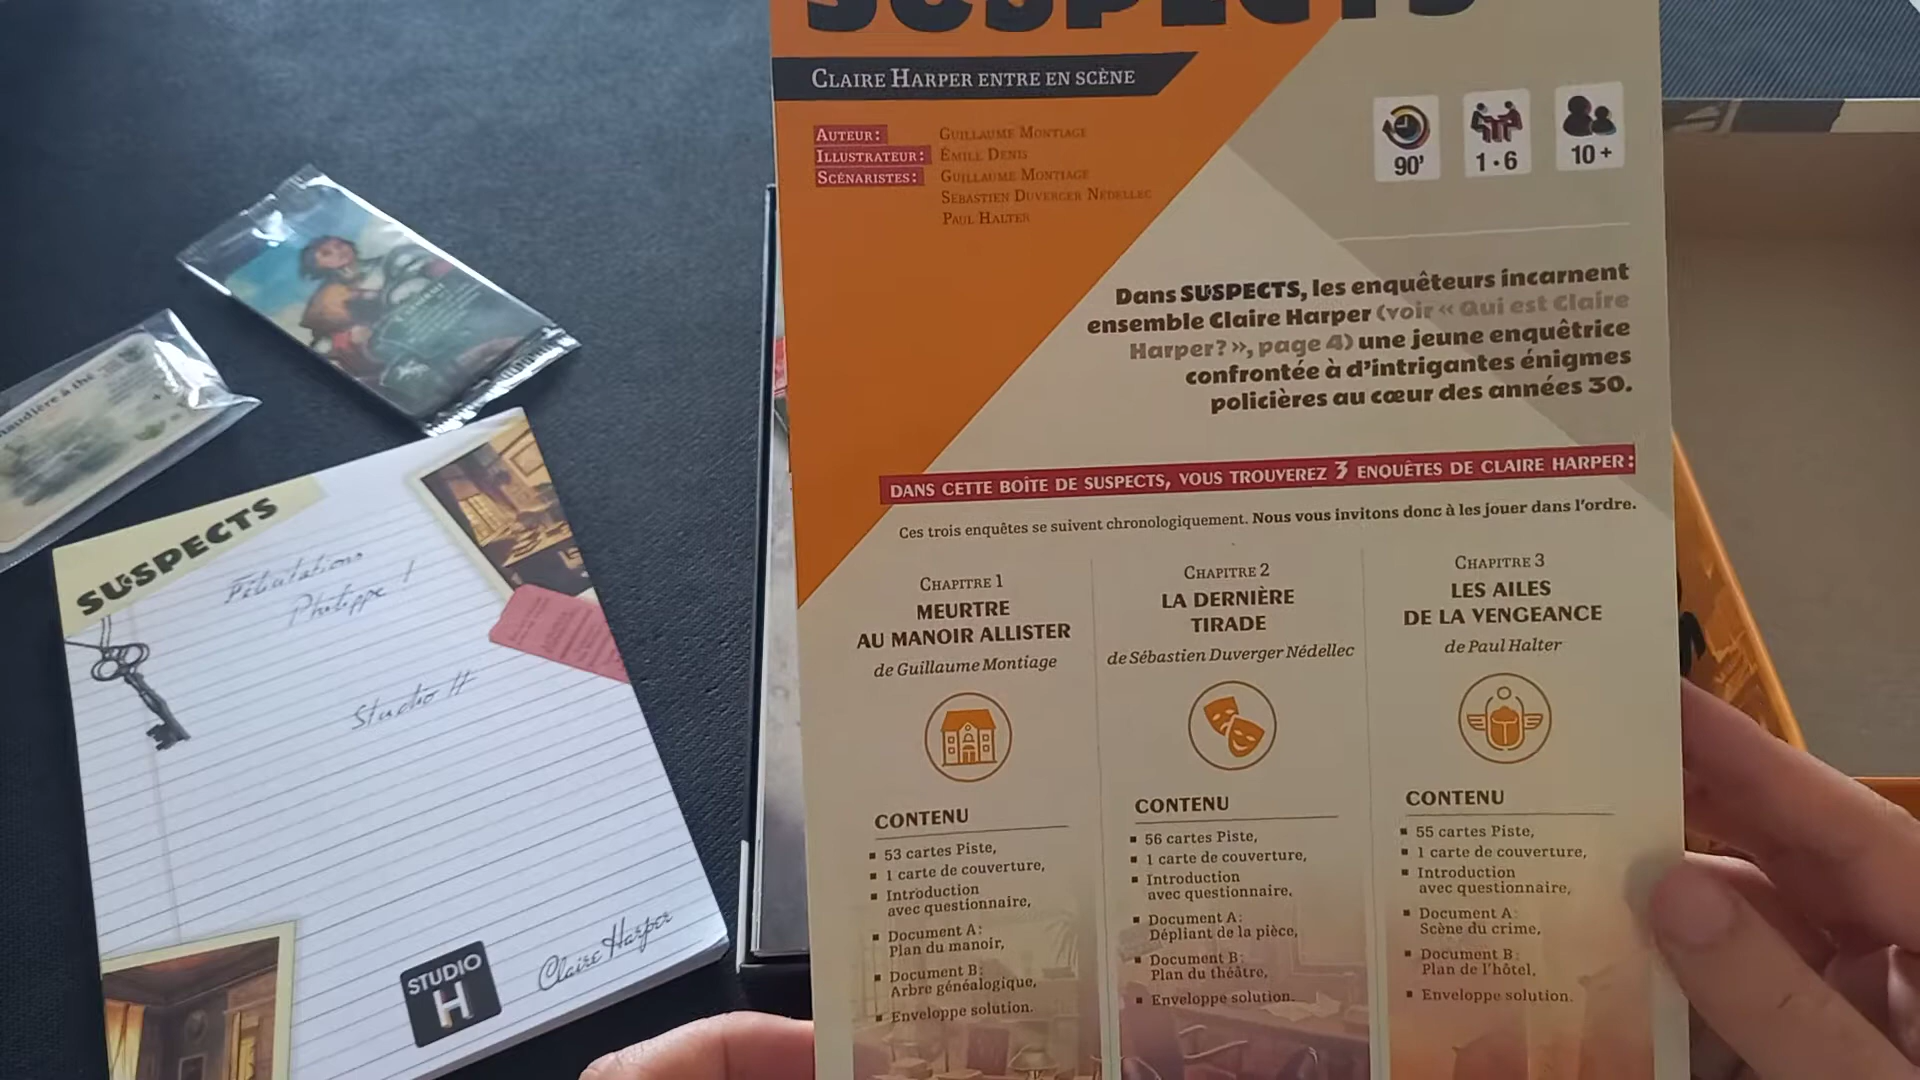 SUSPECTS
CLAIRE HARPER ENTRE EN SCÈNE
AUTEUR: GUILLAUME MONTIAGE
ILLUSTRATEUR: ÉMILE DENIS
SCÉNARISTES: GUILLAUME MONTIAGE
SÉBASTIEN DUVERGER NÉDELLEC
PAUL HALTER
90'
1 • 6
10 +
Dans SUSPECTS, les enquêteurs incarnent
ensemble Claire Harper (voir « Qui est Claire
Harper? », page 4) une jeune enquêtrice
confrontée à d'intrigantes énigmes
policières au cœur des années 30.
DANS CETTE BOÎTE DE SUSPECTS, VOUS TROUVEREZ 3 ENQUÊTES DE CLAIRE HARPER:
Ces trois enquêtes se suivent chronologiquement. Nous vous invitons donc à les jouer dans l'ordre.
CHAPITRE 1
MEURTRE
AU MANOIR ALLISTER
de Guillaume Montiage
CONTENU
▪ 53 cartes Piste,
▪ 1 carte de couverture,
▪ Introduction
avec questionnaire,
▪ Document A:
Plan du manoir,
▪ Document B:
Arbre généalogique,
▪ Enveloppe solution.
CHAPITRE 2
LA DERNIÈRE
TIRADE
de Sébastien Duverger Nédellec
CONTENU
▪ 56 cartes Piste,
▪ 1 carte de couverture,
▪ Introduction
avec questionnaire,
▪ Document A:
Dépliant de la pièce,
▪ Document B:
Plan du théâtre,
▪ Enveloppe solution.
CHAPITRE 3
LES AILES
DE LA VENGEANCE
de Paul Halter
CONTENU
▪ 55 cartes Piste,
▪ 1 carte de couverture,
▪ Introduction
avec questionnaire,
▪ Document A:
Scène du crime,
▪ Document B:
Plan de l'hôtel,
▪ Enveloppe solution.
à thé
SUSPECTS
Félicitations
Philippe !
Studio H
STUDIO
H
Claire Harper